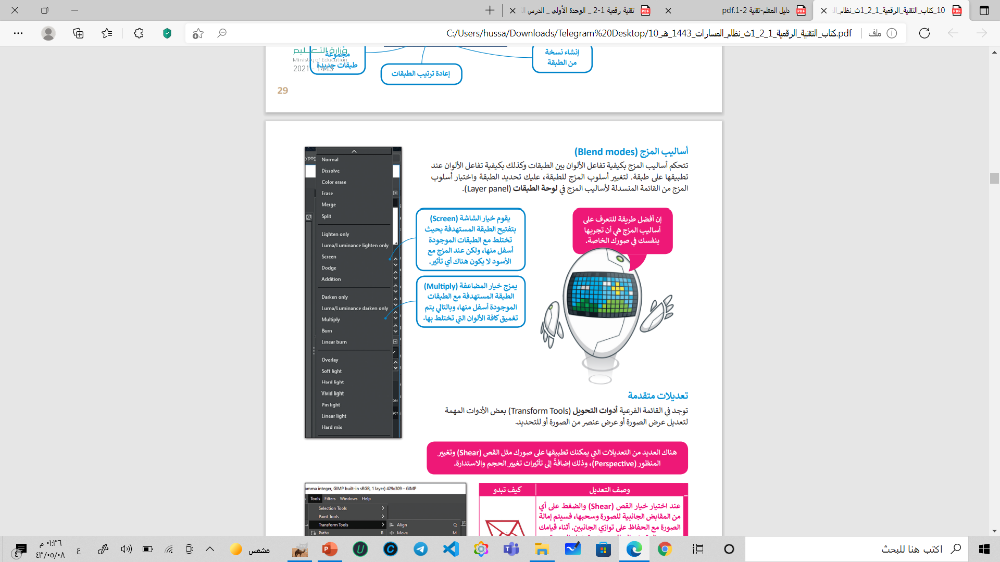 10_كتاب_التقنية_الرقمية_1_2_1ث_نظام_ال
دليل المعلم-تقنية 2-1.pdf
تقنية رقمية 1-2 _ الوحدة الأولى _ الدرس ال
ملف
C:/Users/hussa/Downloads/Telegram%20Desktop/10_كتاب_التقنية_الرقمية_1_2_1ث_نظام_المسارات_1443_هـ.pdf
إنشاء نسخة
من الطبقة
إعادة ترتيب الطبقات
مجموعة
طبقات جديدة
وزارة التعليم
Ministry of Education
2021 - 1443
29
أساليب المزج (Blend modes)
تتحكم أساليب المزج بكيفية تفاعل الألوان بين الطبقات وكذلك بكيفية تفاعل الألوان عند
تطبيقها على طبقة. لتغيير أسلوب المزج للطبقة، عليك تحديد الطبقة واختيار أسلوب
المزج من القائمة المنسدلة لأساليب المزج في لوحة الطبقات (Layer panel).
إن أفضل طريقة للتعرف على
أساليب المزج هي أن تجربها
بنفسك في صورك الخاصة.
يقوم خيار الشاشة (Screen)
بتفتيح الطبقة المستهدفة بحيث
تختلط مع الطبقات الموجودة
أسفل منها، ولكن عند المزج مع
الأسود لا يكون هناك أي تأثير.
يمزج خيار المضاعفة (Multiply)
الطبقة المستهدفة مع الطبقات
الموجودة أسفل منها، وبالتالي يتم
تغميق كافة الألوان التي تختلط بها.
ypog
Normal
Dissolve
Color erase
Erase
Merge
Split
Lighten only
Luma/Luminance lighten only
Screen
Dodge
Addition
Darken only
Luma/Luminance darken only
Multiply
Burn
Linear burn
Overlay
Soft light
Hard light
Vivid light
Pin light
Linear light
Hard mix
ser
ser
تعديلات متقدمة
توجد في القائمة الفرعية أدوات التحويل (Transform Tools) بعض الأدوات المهمة
لتعديل عرض الصورة أو عرض عنصر من الصورة أو للتحديد.
هناك العديد من التعديلات التي يمكنك تطبيقها على صورك مثل القص (Shear) وتغيير
المنظور (Perspective)، وذلك إضافةً إلى تأثيرات تغيير الحجم والاستدارة.
وصف التعديل
كيف تبدو
عند اختيار خيار القص (Shear) والضغط على أي
من المقابض الجانبية للصورة وسحبها، فسيتم إمالة
الصورة مع الحفاظ على توازي الجانبين. أثناء قيامك
amma integer, GIMP built-in sRGB, 1 layer) 429x309 – GIMP
s Tools Filters Windows Help
Selection Tools
Paint Tools
Transform Tools
Paths B
Align Q
Move M
اكتب هنا للبحث
مشمس
ع
٠١:٣٦ م
٤٣/٠٥/٠٨
٤